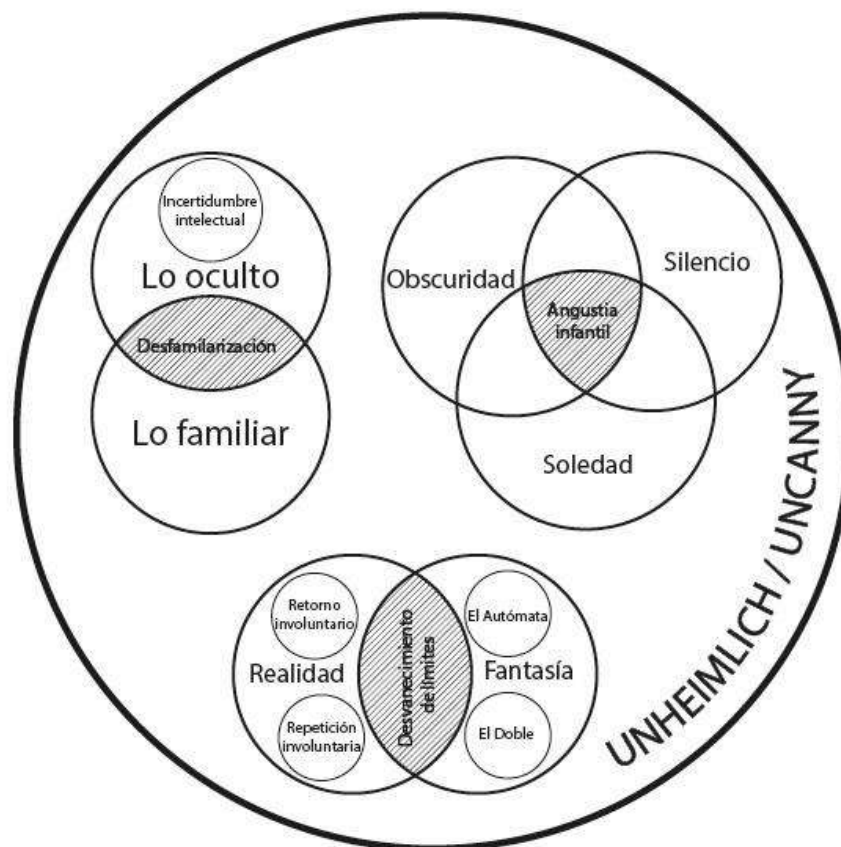 Incertidumbre
intelectual
Lo oculto
Desfamilarización
Lo familiar
Obscuridad
Silencio
Angustia
infantil
Soledad
Retorno
involuntario
Realidad
Repetición
involuntaria
Desvanecimiento
de límites
El Autómata
Fantasía
El Doble
UNHEIMLICH / UNCANNY